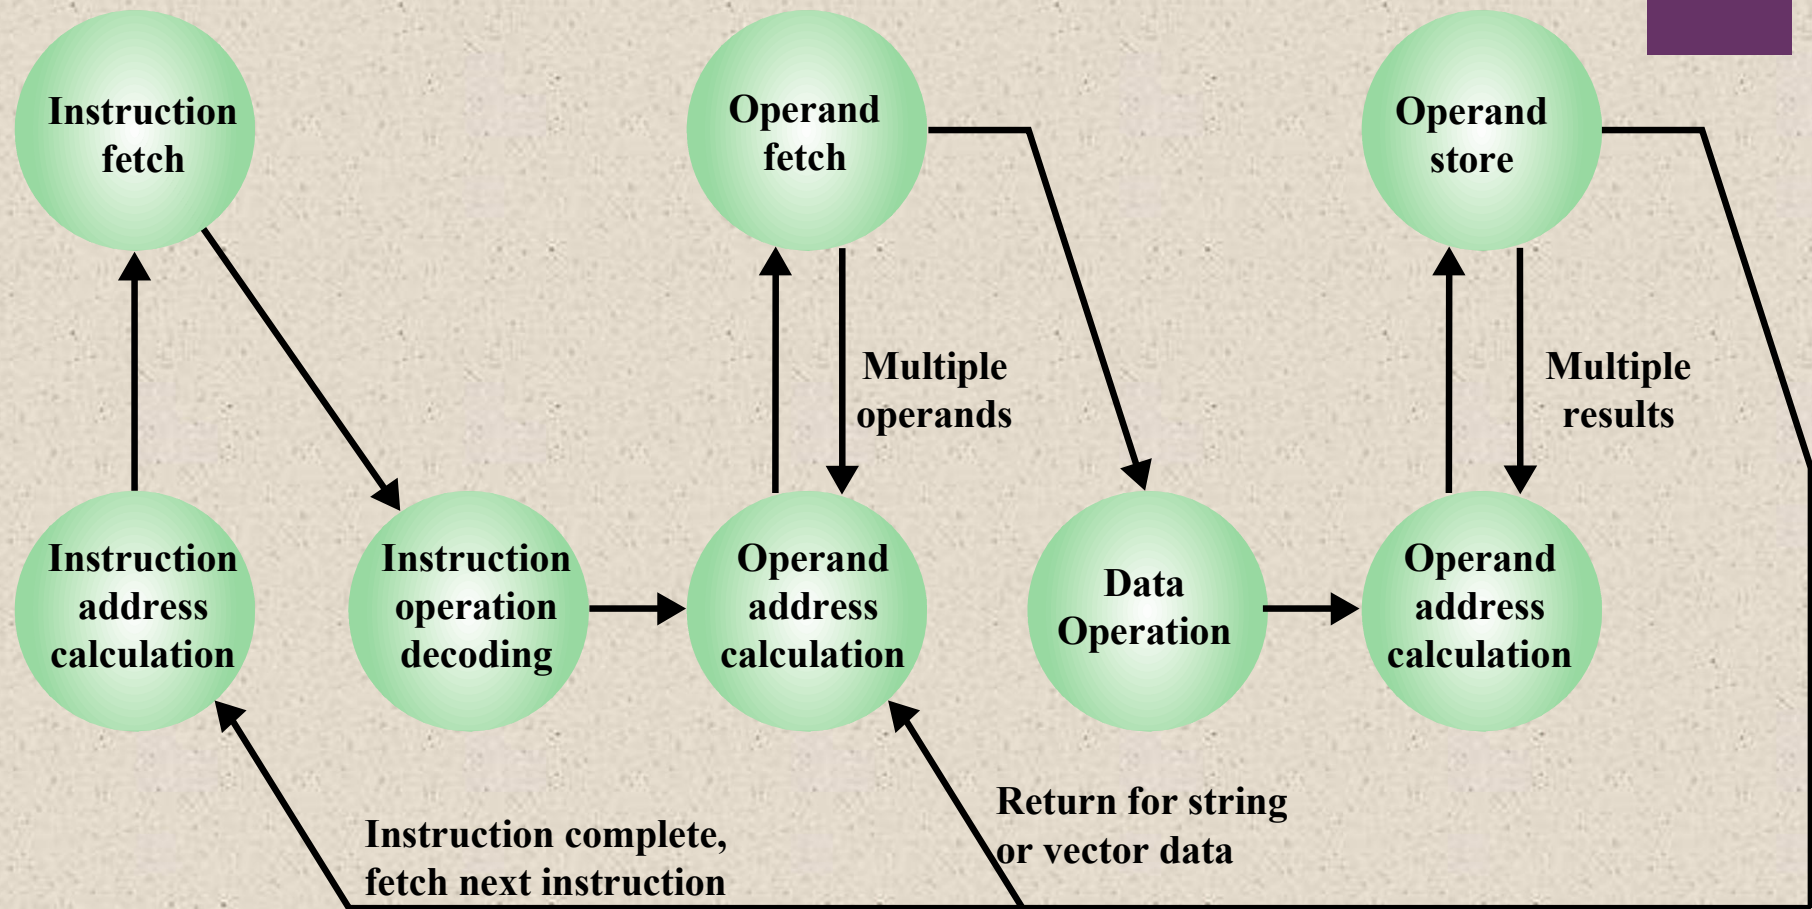 Instruction
fetch
Operand
fetch
Operand
store
Multiple
operands
Multiple
results
Instruction
address
calculation
Instruction
operation
decoding
Operand
address
calculation
Data
Operation
Operand
address
calculation
Instruction complete,
fetch next instruction
Return for string
or vector data